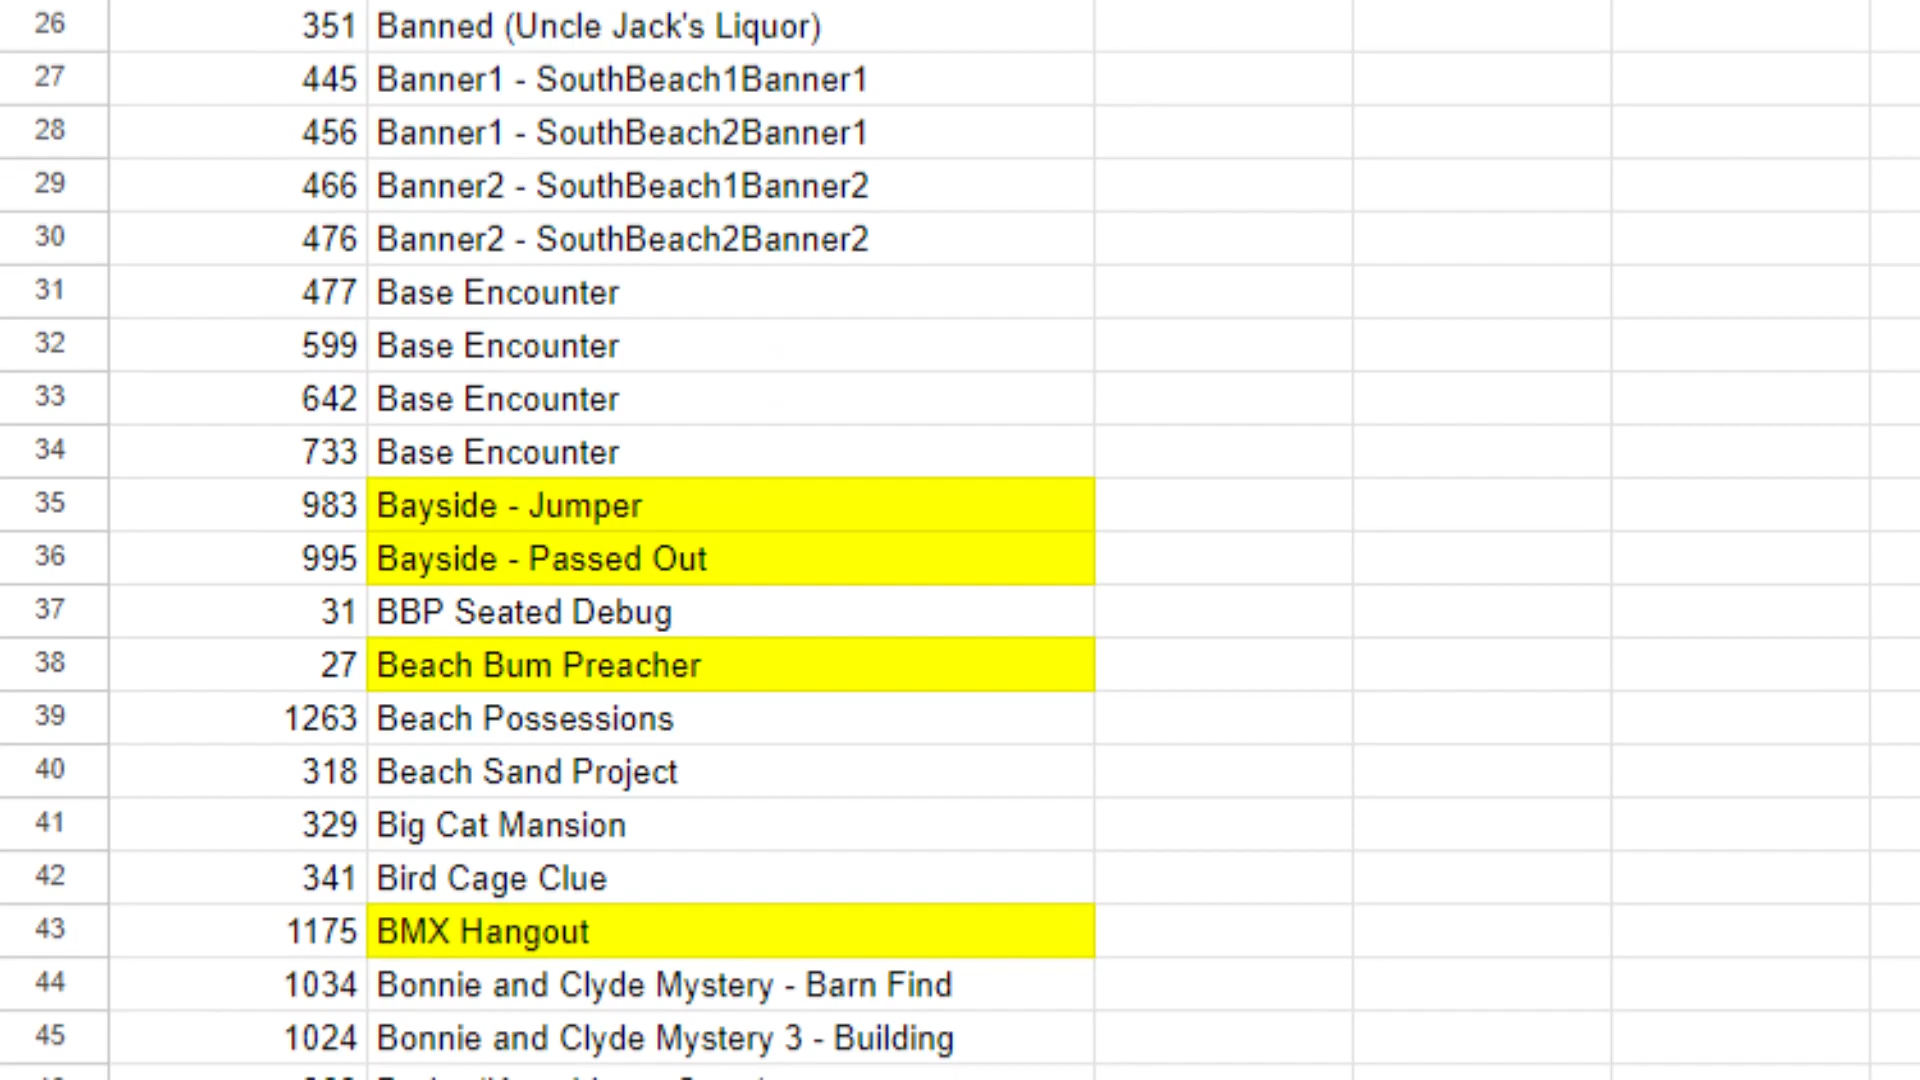 26 351 Banned (Uncle Jack's Liquor)
27 445 Banner1 - SouthBeach1Banner1
28 456 Banner1 - SouthBeach2Banner1
29 466 Banner2 - SouthBeach1Banner2
30 476 Banner2 - SouthBeach2Banner2
31 477 Base Encounter
32 599 Base Encounter
33 642 Base Encounter
34 733 Base Encounter
35 983 Bayside - Jumper
36 995 Bayside - Passed Out
37 31 BBP Seated Debug
38 27 Beach Bum Preacher
39 1263 Beach Possessions
40 318 Beach Sand Project
41 329 Big Cat Mansion
42 341 Bird Cage Clue
43 1175 BMX Hangout
44 1034 Bonnie and Clyde Mystery - Barn Find
45 1024 Bonnie and Clyde Mystery 3 - Building